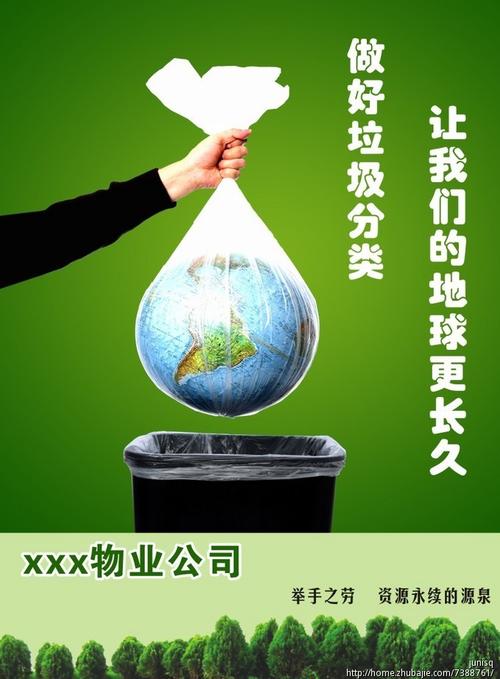 做好垃圾分类
让我们的地球更长久
xxx物业公司
举手之劳 资源永续的源泉
junisq
http://home.zhubajie.com/7388761/